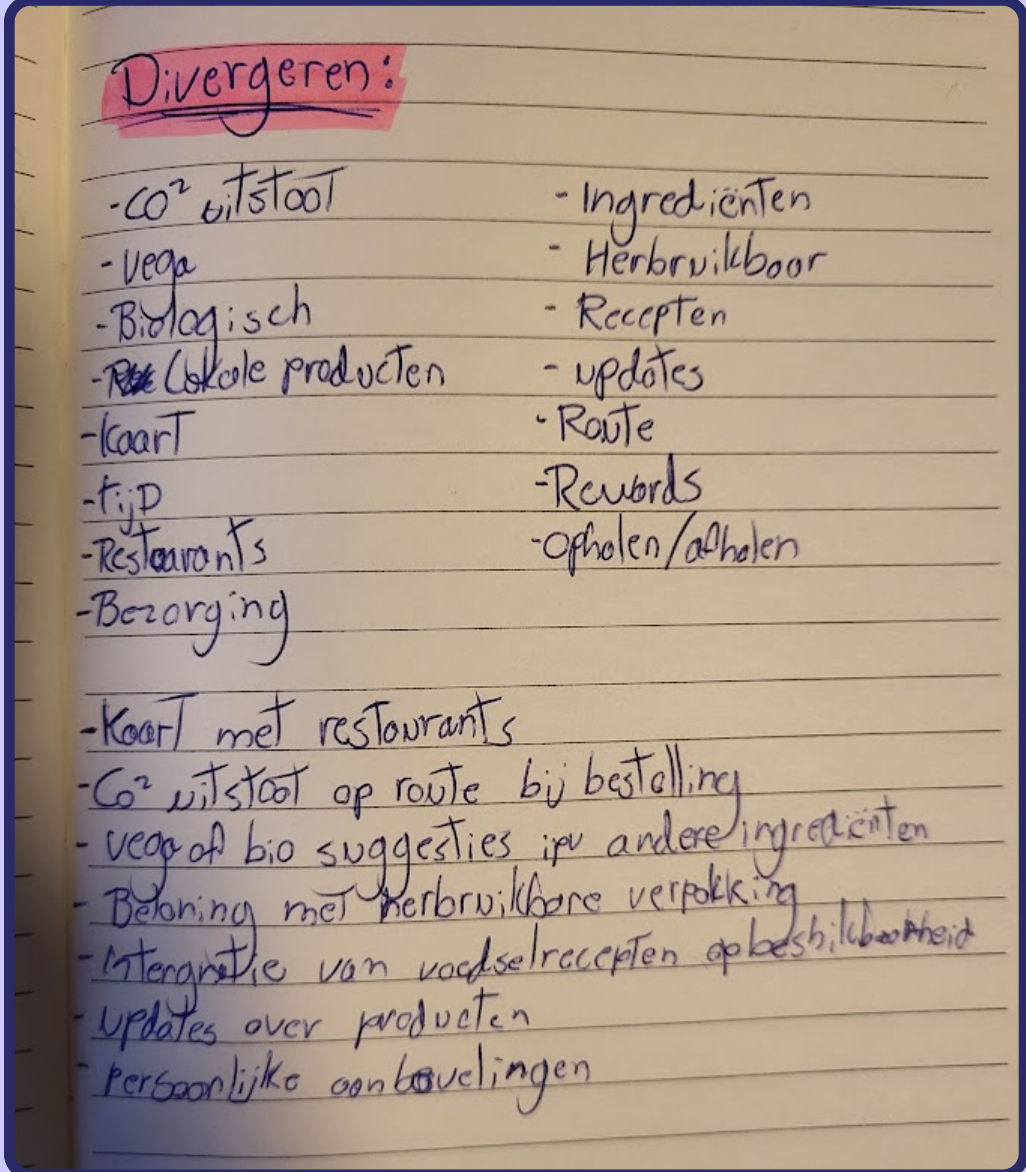 Divergeren:
- CO² uitstoot
- vega
- Biologisch
- Lokale producten
- Kaart
- tijD
- Restaurants
- Bezorging
- Ingrediënten
- Herbruikbaar
- Recepten
- updates
- Route
- Rewards
- Opholen/afhalen
- Kaart met restaurants
- CO² uitstoot op route bij bestelling
- vega of bio suggesties ipv andere ingrediënten
- Beloning met herbruikbare verpakking
- Intergratie van voedselrecepten op beshikbaarheid
- updates over producten
- Persoonlijke aanbevelingen